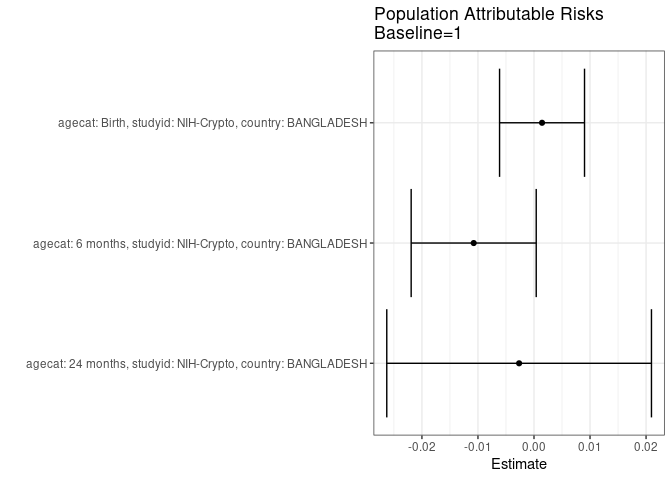 Population Attributable Risks
Baseline=1
agecat: Birth, studyid: NIH-Crypto, country: BANGLADESH
agecat: 6 months, studyid: NIH-Crypto, country: BANGLADESH
agecat: 24 months, studyid: NIH-Crypto, country: BANGLADESH
-0.02 -0.01 0.00 0.01 0.02
Estimate